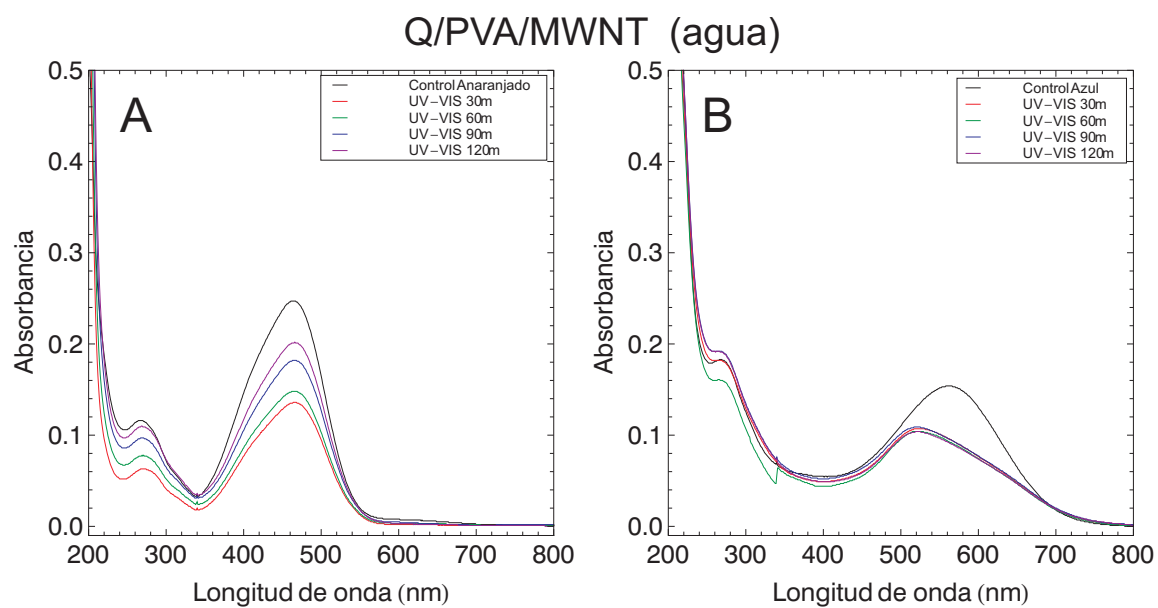 Q/PVA/MWNT (agua)
A
Control Anaranjado
UV-VIS 30m
UV-VIS 60m
UV-VIS 90m
UV-VIS 120m
0.5
0.4
0.3
0.2
0.1
0.0
Absorbancia
200 300 400 500 600 700 800
Longitud de onda (nm)
B
Control Azul
UV-VIS 30m
UV-VIS 60m
UV-VIS 90m
UV-VIS 120m
0.5
0.4
0.3
0.2
0.1
0.0
Absorbancia
200 300 400 500 600 700 800
Longitud de onda (nm)